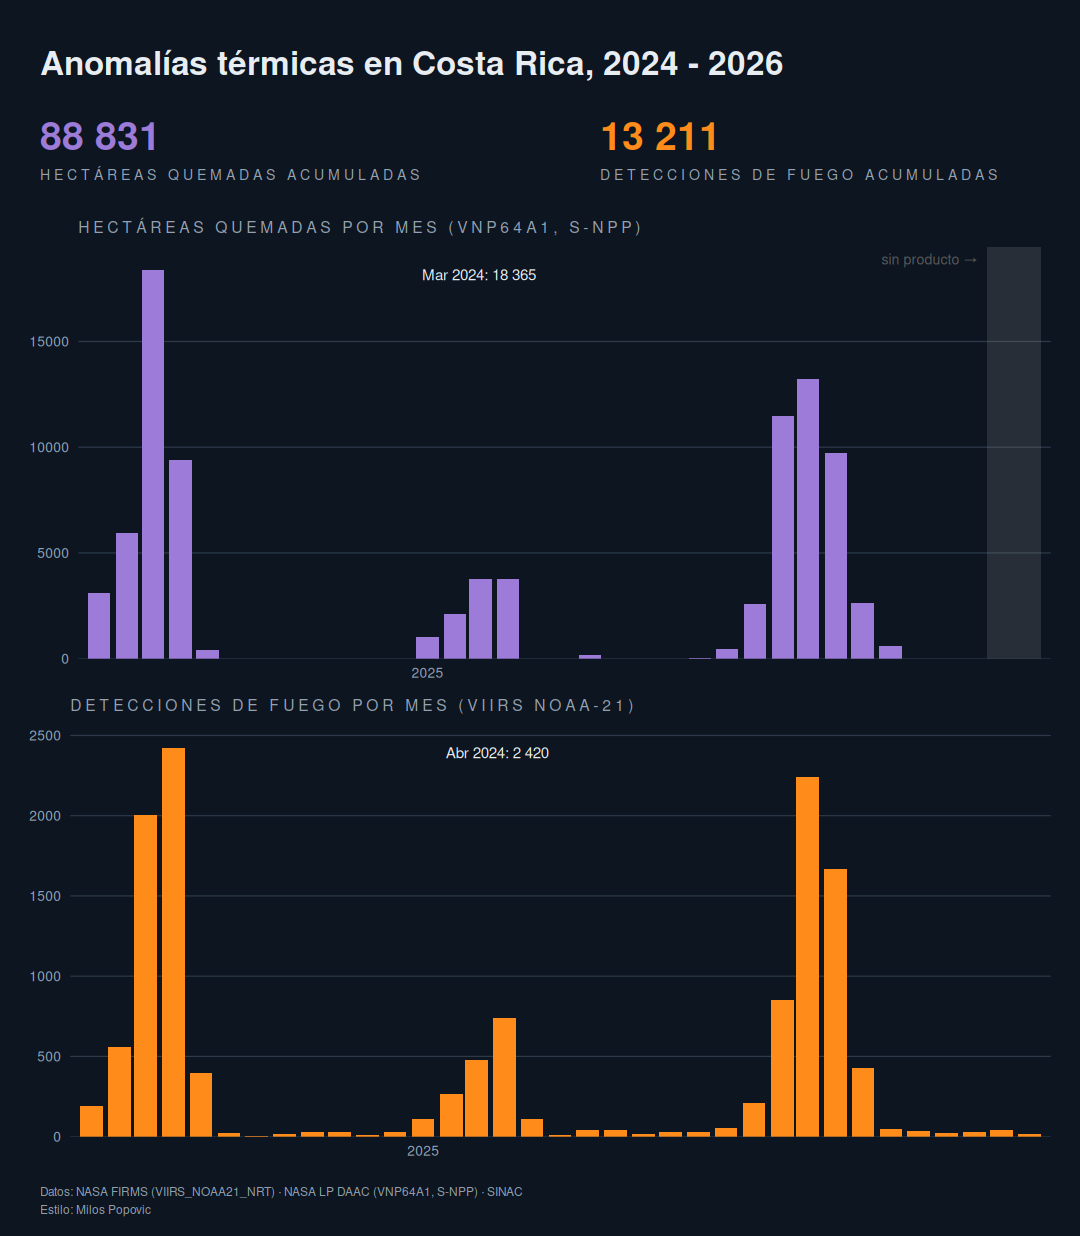 Anomalías térmicas en Costa Rica, 2024 - 2026
88 831
HECTÁREAS QUEMADAS ACUMULADAS
13 211
DETECCIONES DE FUEGO ACUMULADAS
HECTÁREAS QUEMADAS POR MES (VNP64A1, S-NPP)
Mar 2024: 18 365
sin producto →
15000
10000
5000
0
2025
DETECCIONES DE FUEGO POR MES (VIIRS NOAA-21)
2500
Abr 2024: 2 420
2000
1500
1000
500
0
2025
Datos: NASA FIRMS (VIIRS_NOAA21_NRT) · NASA LP DAAC (VNP64A1, S-NPP) · SINAC
Estilo: Milos Popovic